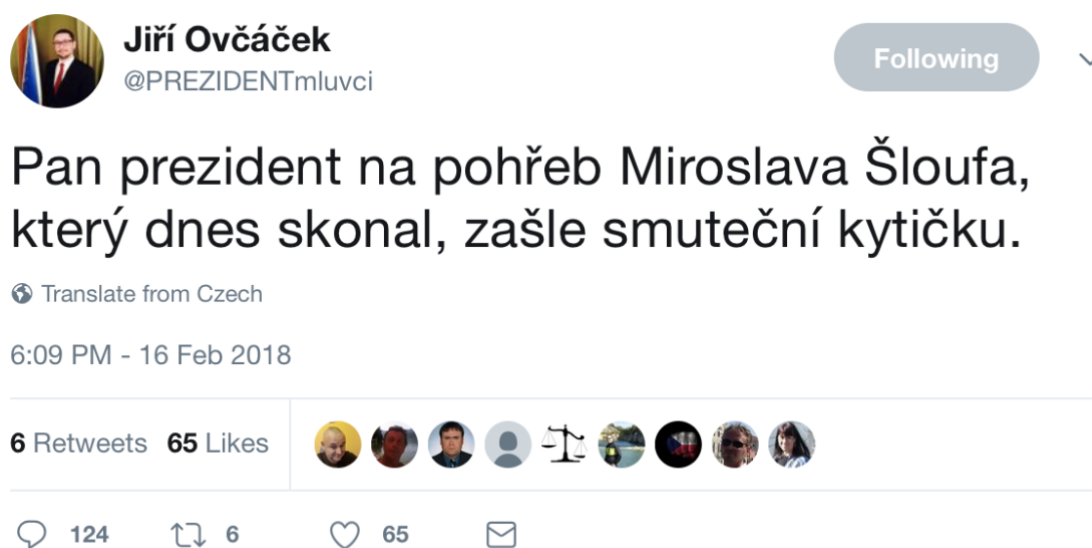 Jiří Ovčáček
@PREZIDENTmluvci
Following
Pan prezident na pohřeb Miroslava Šloufa,
který dnes skonal, zašle smuteční kytičku.
Translate from Czech
6:09 PM - 16 Feb 2018
6 Retweets 65 Likes
124 6 65